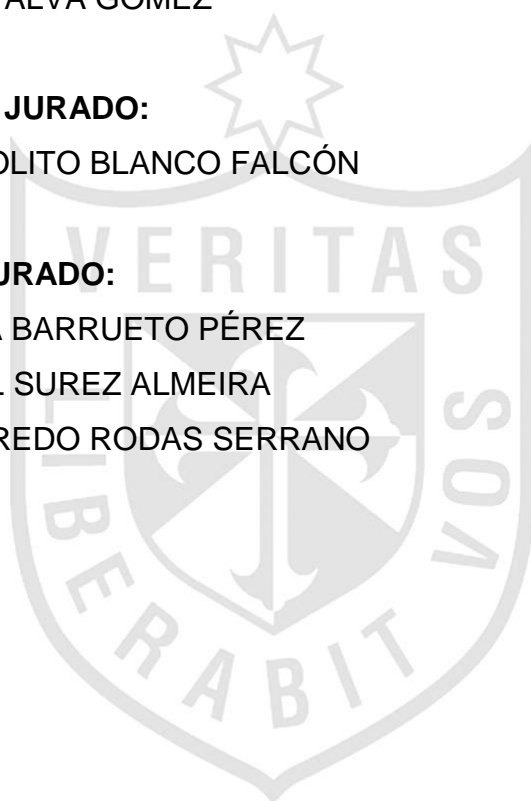 ALVA GÓMEZ
JURADO:
OLITO BLANCO FALCÓN
URADO:
A BARRUETO PÉREZ
L SUREZ ALMEIRA
REDO RODAS SERRANO
VERITAS
LIBERABIT
VOS